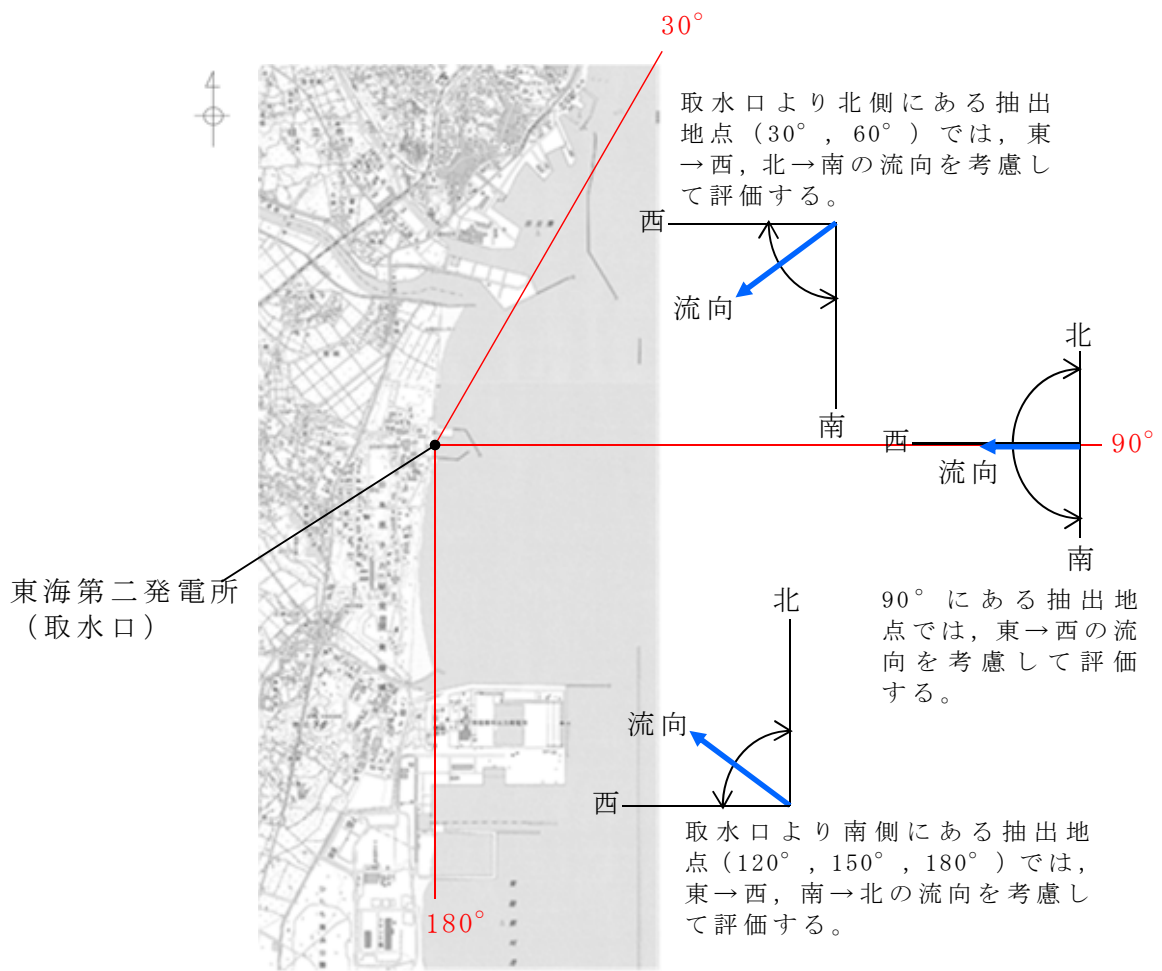 30°
取水口より北側にある抽出
地点（30°，60°）では，東
→西，北→南の流向を考慮し
て評価する。
西
流向
南
北
西
90°
流向
南
東海第二発電所
（取水口）
90°にある抽出地
点では，東→西の流
向を考慮して評価
する。
北
流向
西
取水口より南側にある抽出地
点（120°，150°，180°）では，
東→西，南→北の流向を考慮し
て評価する。
180°